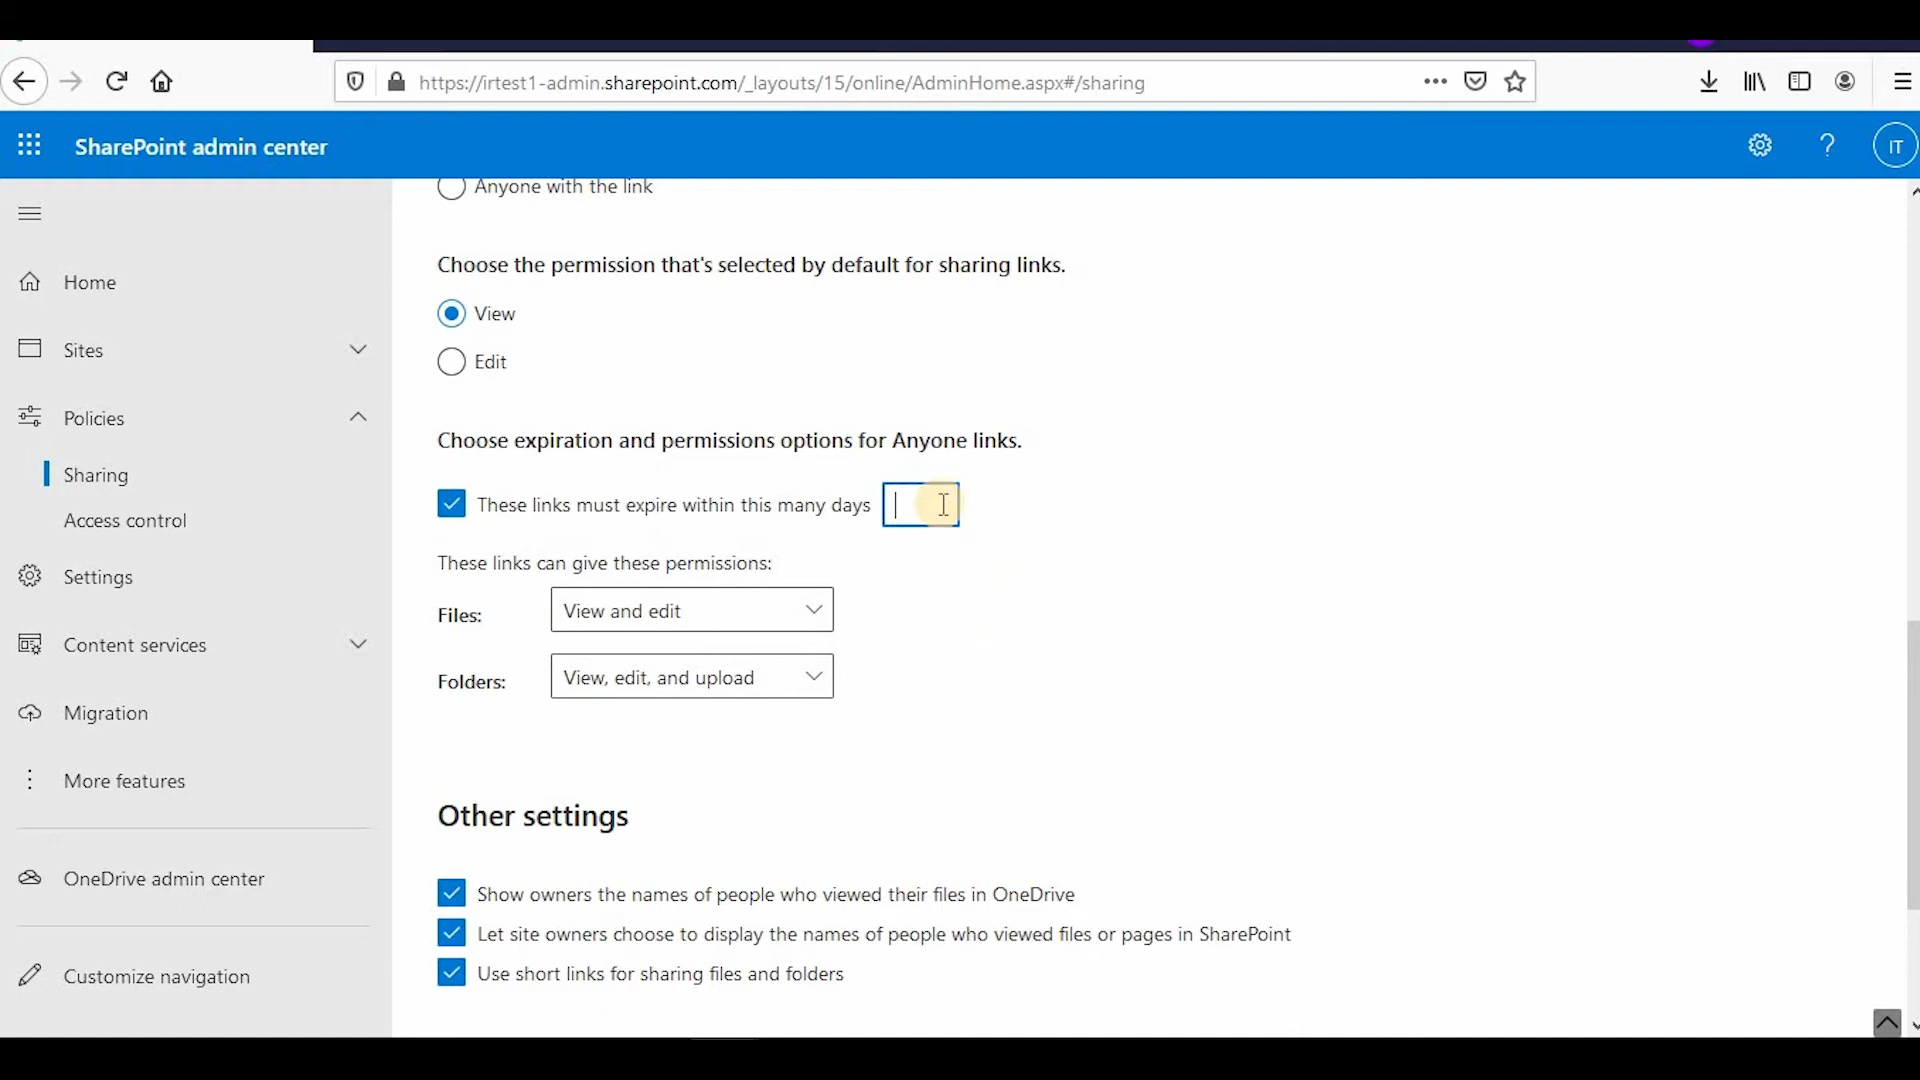 https://irtest1-admin.sharepoint.com/_layouts/15/online/AdminHome.aspx#/sharing
SharePoint admin center
?
IT
Anyone with the link
Home
Choose the permission that's selected by default for sharing links.
View
Sites
Edit
Policies
Choose expiration and permissions options for Anyone links.
Sharing
These links must expire within this many days
Access control
These links can give these permissions:
Settings
Files:
View and edit
Content services
Folders:
View, edit, and upload
Migration
More features
Other settings
OneDrive admin center
Show owners the names of people who viewed their files in OneDrive
Let site owners choose to display the names of people who viewed files or pages in SharePoint
Customize navigation
Use short links for sharing files and folders